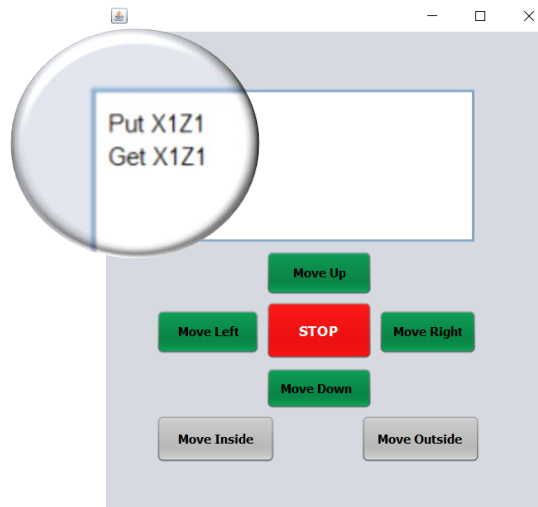 Put X1Z1
Get X1Z1
Move Up
Move Left
STOP
Move Right
Move Down
Move Inside
Move Outside